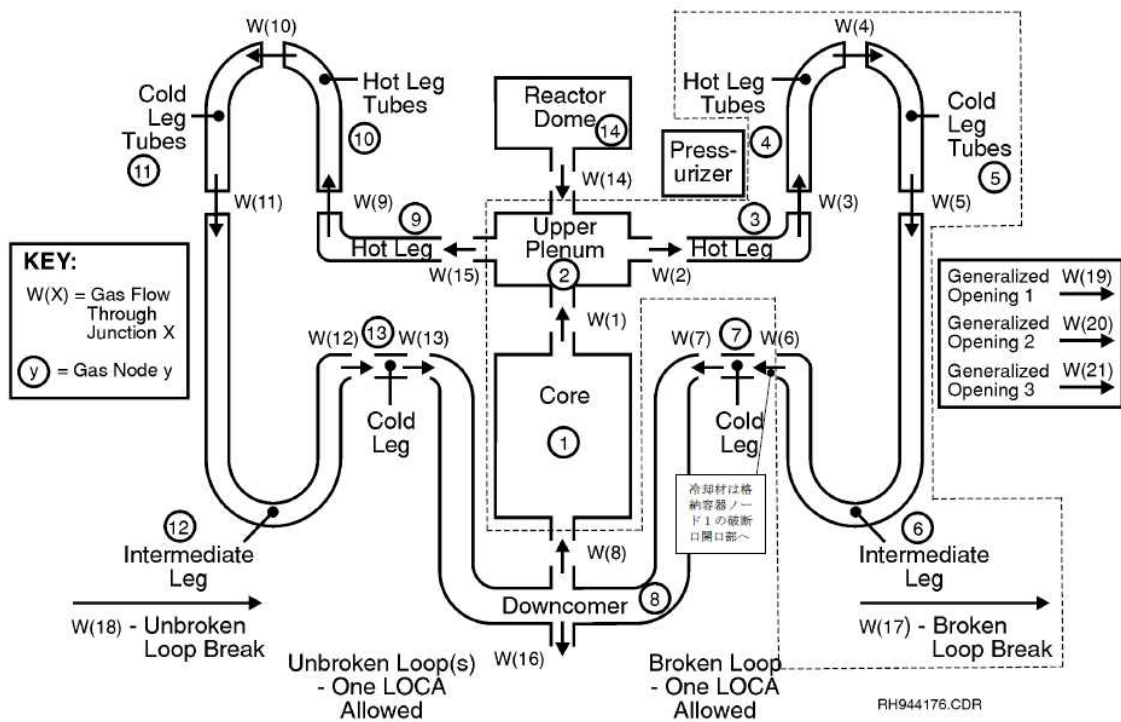 W(10)
W(4)
Hot Leg
Tubes
10
Cold
Leg
Tubes
11
Reactor
Dome
14
Press-
urizer
Hot Leg
Tubes
4
Cold
Leg
Tubes
5
W(11)
W(9)
W(14)
W(3)
W(5)
9
Hot Leg
W(15)
Upper
Plenum
2
3
Hot Leg
W(2)
KEY:
W(X) = Gas Flow
Through
Junction X
y = Gas Node y
Generalized
Opening 1
W(19)
Generalized
Opening 2
W(20)
Generalized
Opening 3
W(21)
W(1)
W(12)
13
W(13)
Cold
Leg
Core
1
W(7)
7
W(6)
Cold
Leg
冷却材は格
納容器ノー
ド1の破断
口開口部へ
12
Intermediate
Leg
W(8)
6
Intermediate
Leg
Downcomer
8
W(18) - Unbroken
Loop Break
W(16)
W(17) - Broken
Loop Break
Unbroken Loop(s)
- One LOCA
Allowed
Broken Loop
- One LOCA
Allowed
RH944176.CDR